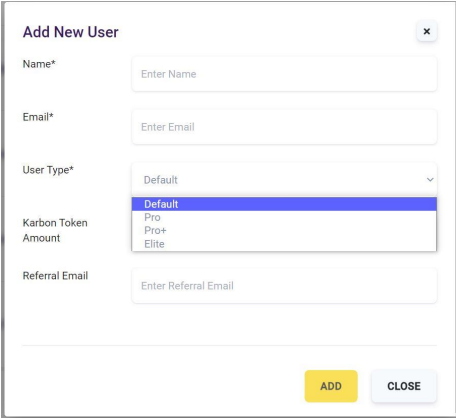 Add New User
×
Name*
Enter Name
Email*
Enter Email
User Type*
Default
Default
Pro
Pro+
Elite
Karbon Token
Amount
Referral Email
Enter Referral Email
ADD
CLOSE